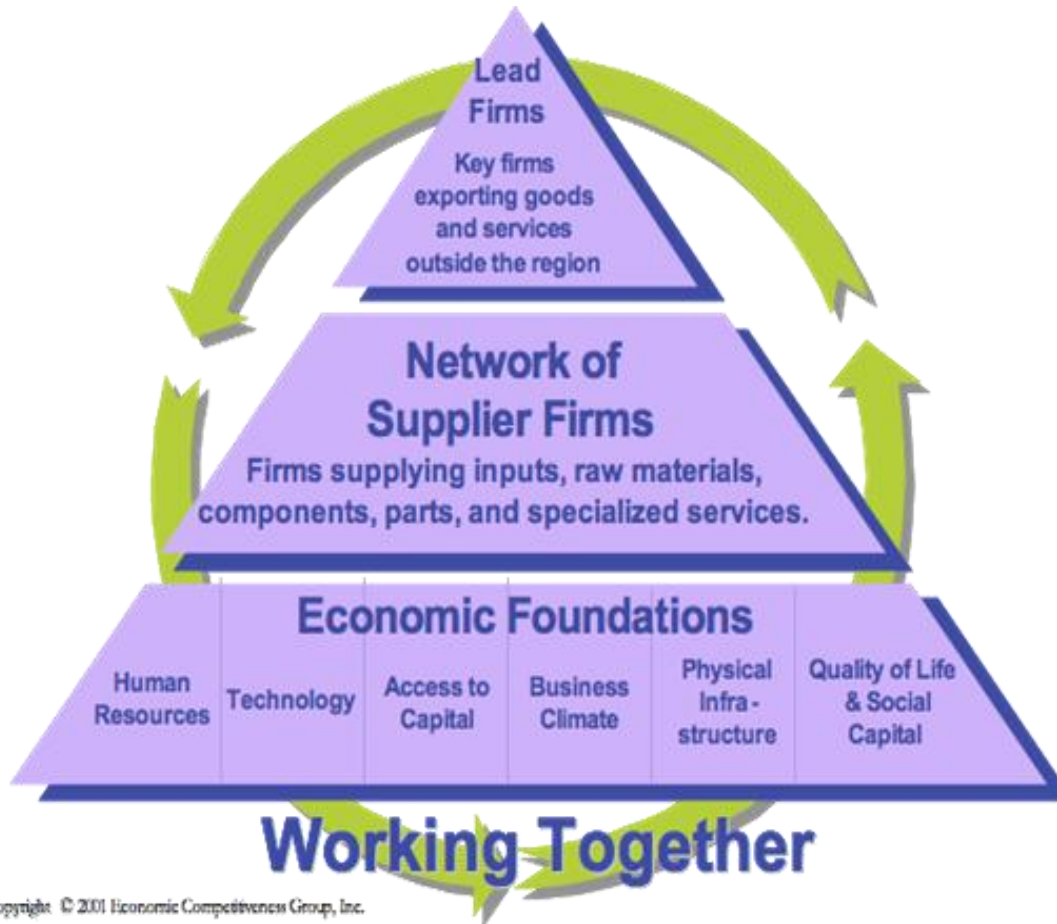 Lead
Firms
Key firms
exporting goods
and services
outside the region
Network of
Supplier Firms
Firms supplying inputs, raw materials,
components, parts, and specialized services.
Economic Foundations
Human
Resources
Technology
Access to
Capital
Business
Climate
Physical
Infra -
structure
Quality of Life
& Social
Capital
Working Together
opyright © 2001 Economic Competitiveness Group, Inc.